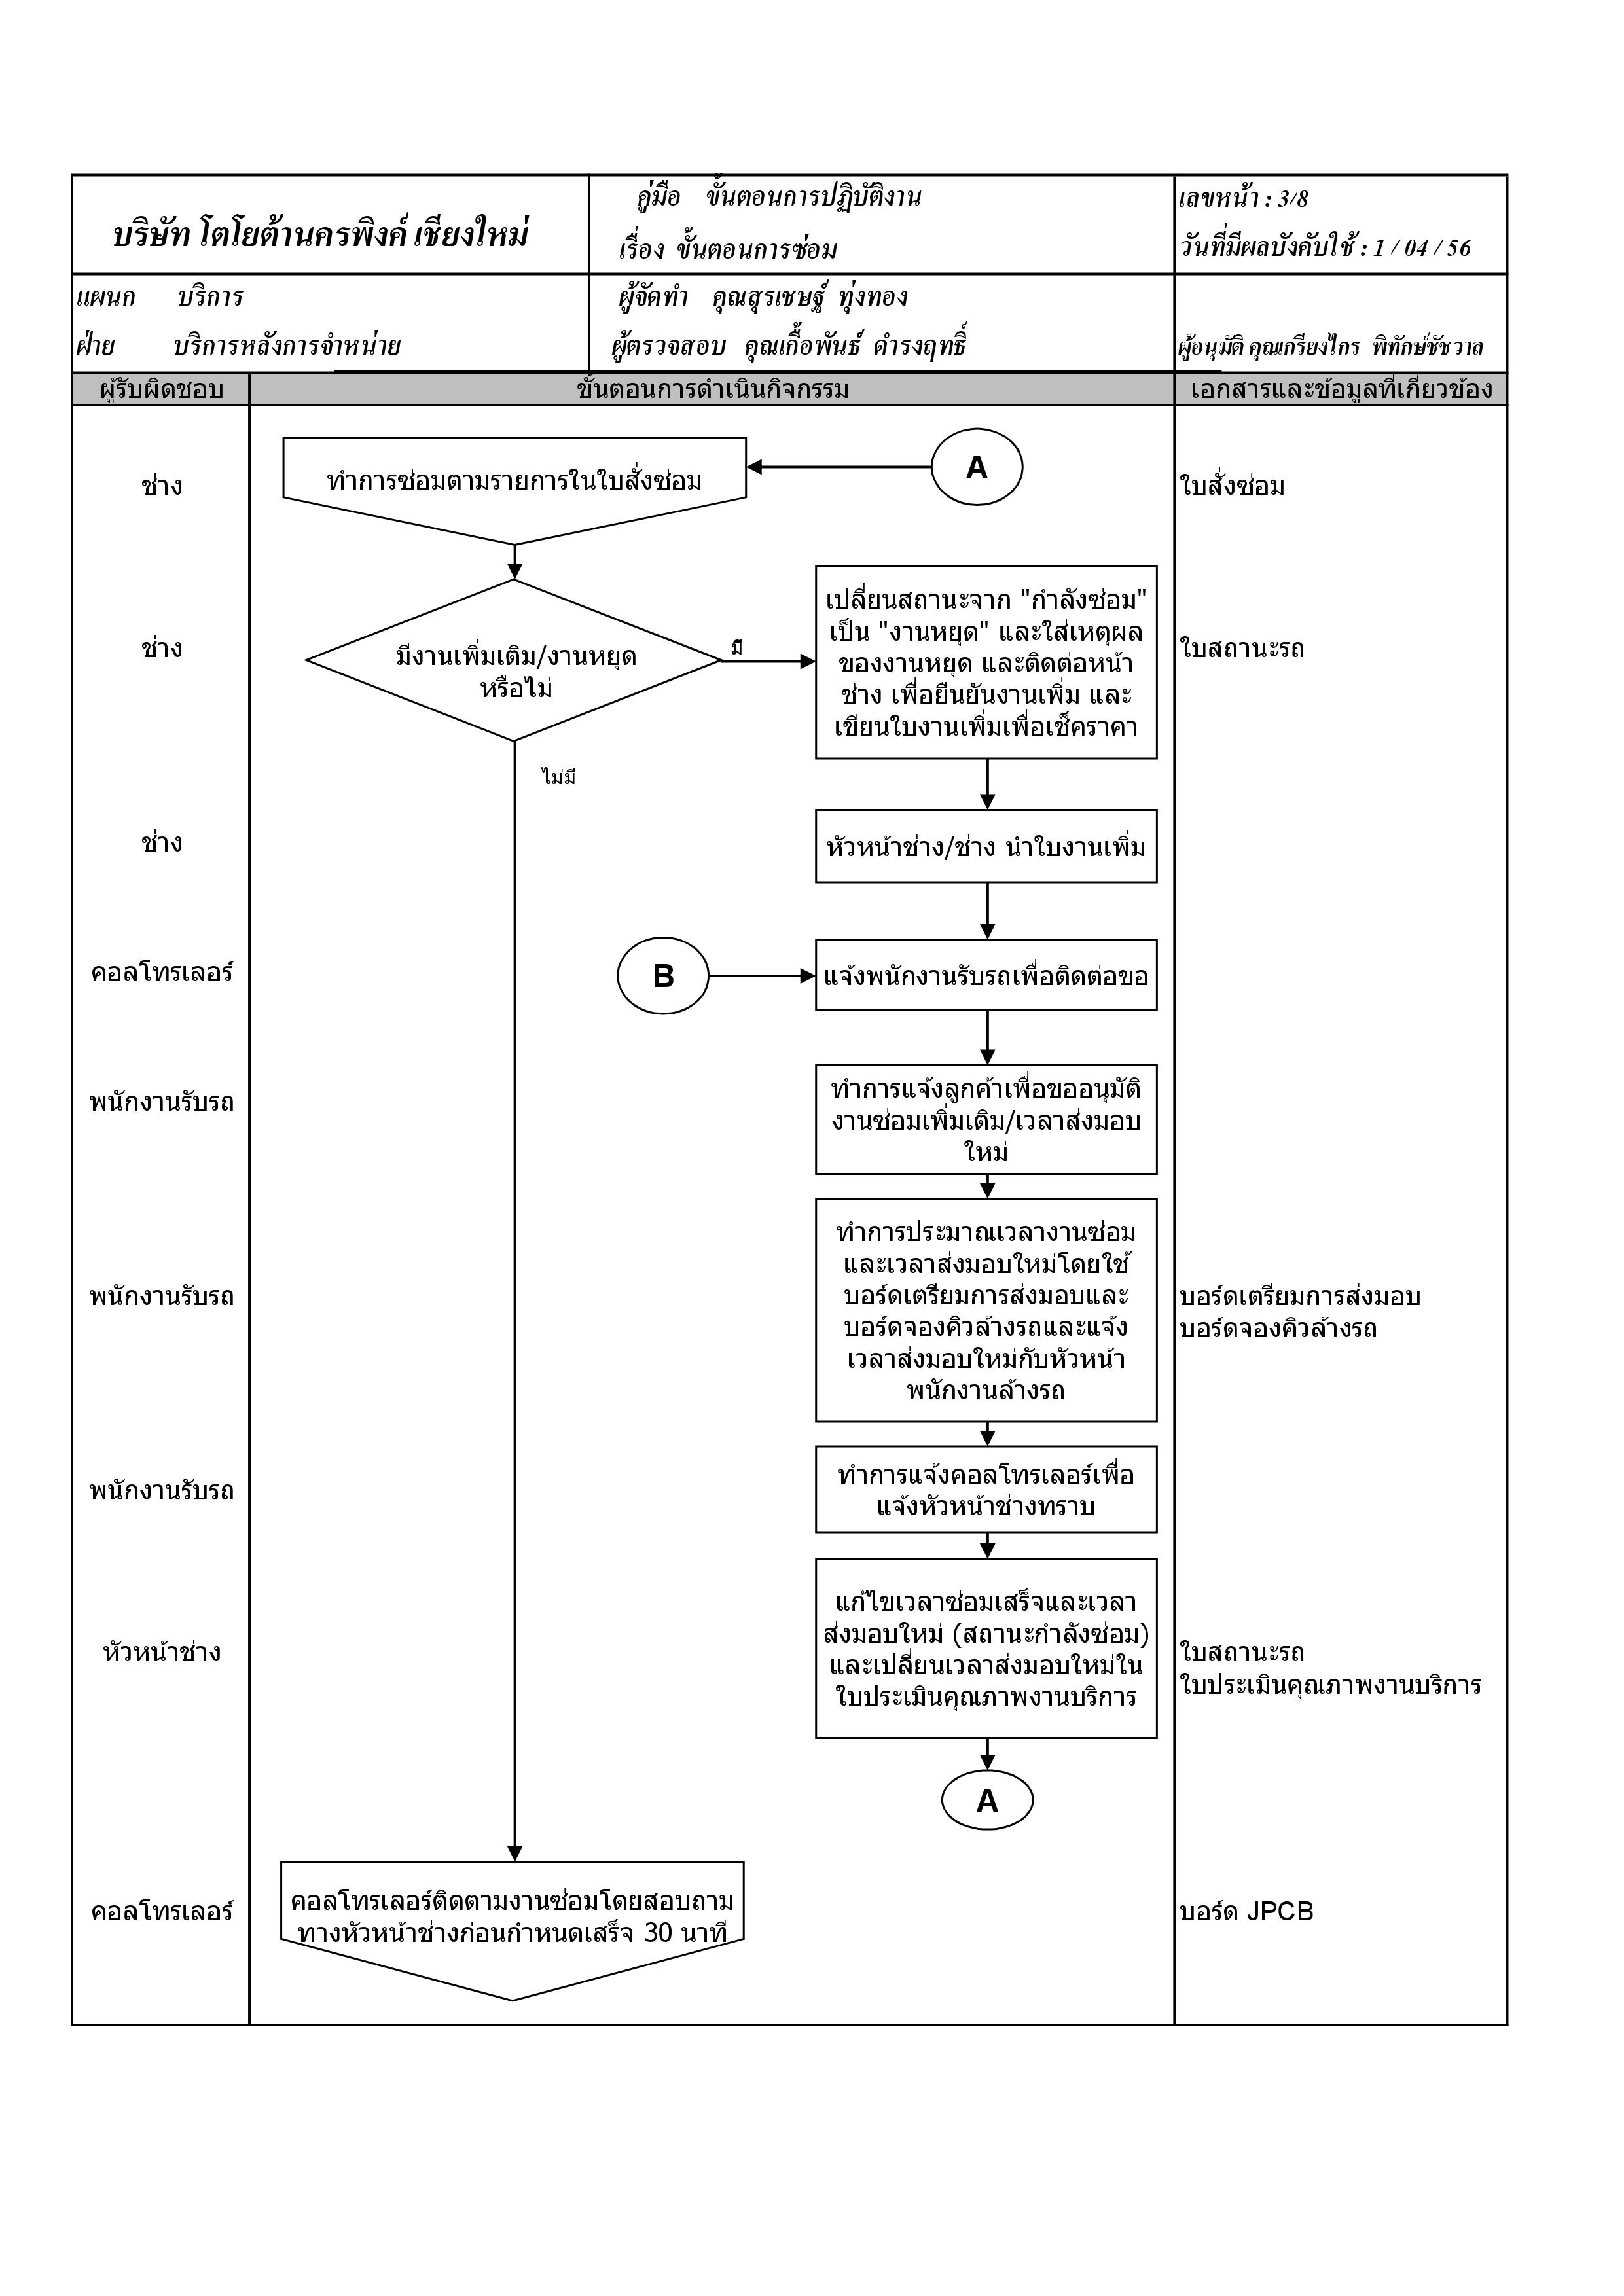 บริษัท โตโยต้านครพิงค์ เชียงใหม่
คู่มือ ขั้นตอนการปฏิบัติงาน
เรื่อง ขั้นตอนการซ่อม
เลขหน้า : 3/8
วันที่มีผลบังคับใช้ : 1 / 04 / 56
แผนก บริการ
ฝ่าย บริการหลังการจำหน่าย
ผู้จัดทำ คุณสุรเชษฐ์ ทุ่งทอง
ผู้ตรวจสอบ คุณเกื้อพันธ์ ดำรงฤทธิ์
ผู้อนุมัติ คุณเกรียงไกร พิทักษ์ชัชวาล
ผู้รับผิดชอบ
ขั้นตอนการดำเนินกิจกรรม
เอกสารและข้อมูลที่เกี่ยวข้อง
ช่าง
ทำการซ่อมตามรายการในใบสั่งซ่อม
A
ใบสั่งซ่อม
ช่าง
มีงานเพิ่มเติม/งานหยุด
หรือไม่
มี
ไม่มี
เปลี่ยนสถานะจาก "กำลังซ่อม"
เป็น "งานหยุด" และใส่เหตุผล
ของงานหยุด และติดต่อหน้า
ช่าง เพื่อยืนยันงานเพิ่ม และ
เขียนใบงานเพิ่มเพื่อเช็คราคา
ใบสถานะรถ
ช่าง
หัวหน้าช่าง/ช่าง นำใบงานเพิ่ม
คอลโทรเลอร์
B
แจ้งพนักงานรับรถเพื่อติดต่อขอ
พนักงานรับรถ
ทำการแจ้งลูกค้าเพื่อขออนุมัติ
งานซ่อมเพิ่มเติม/เวลาส่งมอบ
ใหม่
พนักงานรับรถ
ทำการประมาณเวลางานซ่อม
และเวลาส่งมอบใหม่โดยใช้
บอร์ดเตรียมการส่งมอบและ
บอร์ดจองคิวล้างรถและแจ้ง
เวลาส่งมอบใหม่กับหัวหน้า
พนักงานล้างรถ
บอร์ดเตรียมการส่งมอบ
บอร์ดจองคิวล้างรถ
พนักงานรับรถ
ทำการแจ้งคอลโทรเลอร์เพื่อ
แจ้งหัวหน้าช่างทราบ
หัวหน้าช่าง
แก้ไขเวลาซ่อมเสร็จและเวลา
ส่งมอบใหม่ (สถานะกำลังซ่อม)
และเปลี่ยนเวลาส่งมอบใหม่ใน
ใบประเมินคุณภาพงานบริการ
ใบสถานะรถ
ใบประเมินคุณภาพงานบริการ
A
คอลโทรเลอร์
คอลโทรเลอร์ติดตามงานซ่อมโดยสอบถาม
ทางหัวหน้าช่างก่อนกำหนดเสร็จ 30 นาที
บอร์ด JPCB